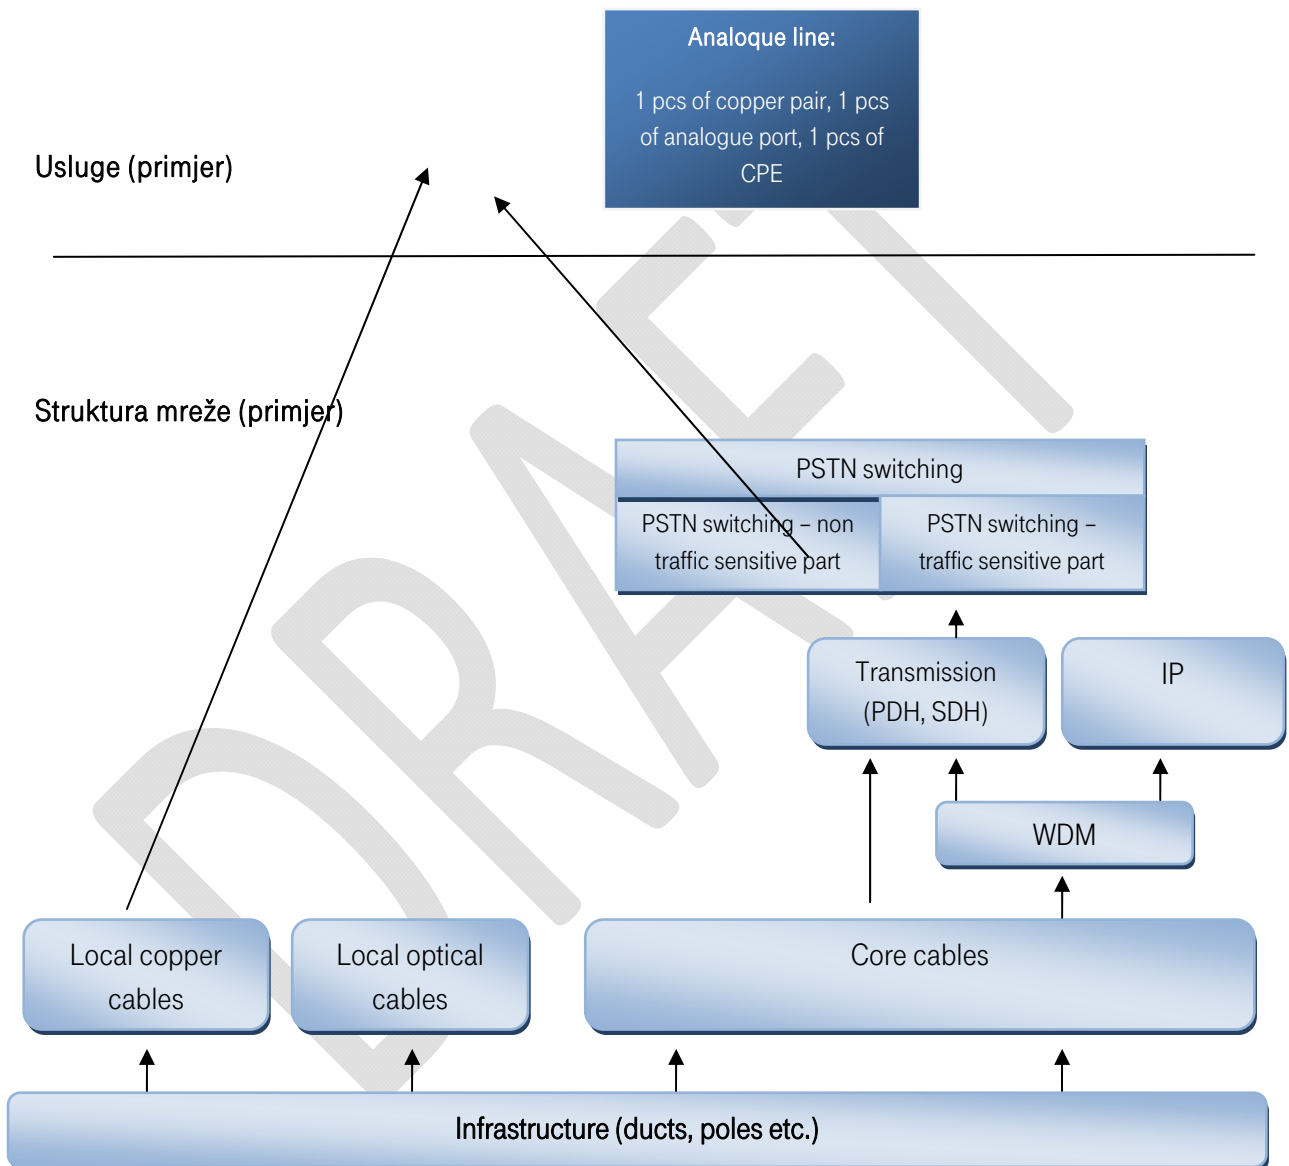 Analoque line:
1 pcs of copper pair, 1 pcs
of analogue port, 1 pcs of
CPE
Usluge (primjer)
Struktura mreže (primjer)
PSTN switching
PSTN switching – non
traffic sensitive part
PSTN switching –
traffic sensitive part
Transmission
(PDH, SDH)
IP
WDM
Local copper
cables
Local optical
cables
Core cables
Infrastructure (ducts, poles etc.)
DRAFT